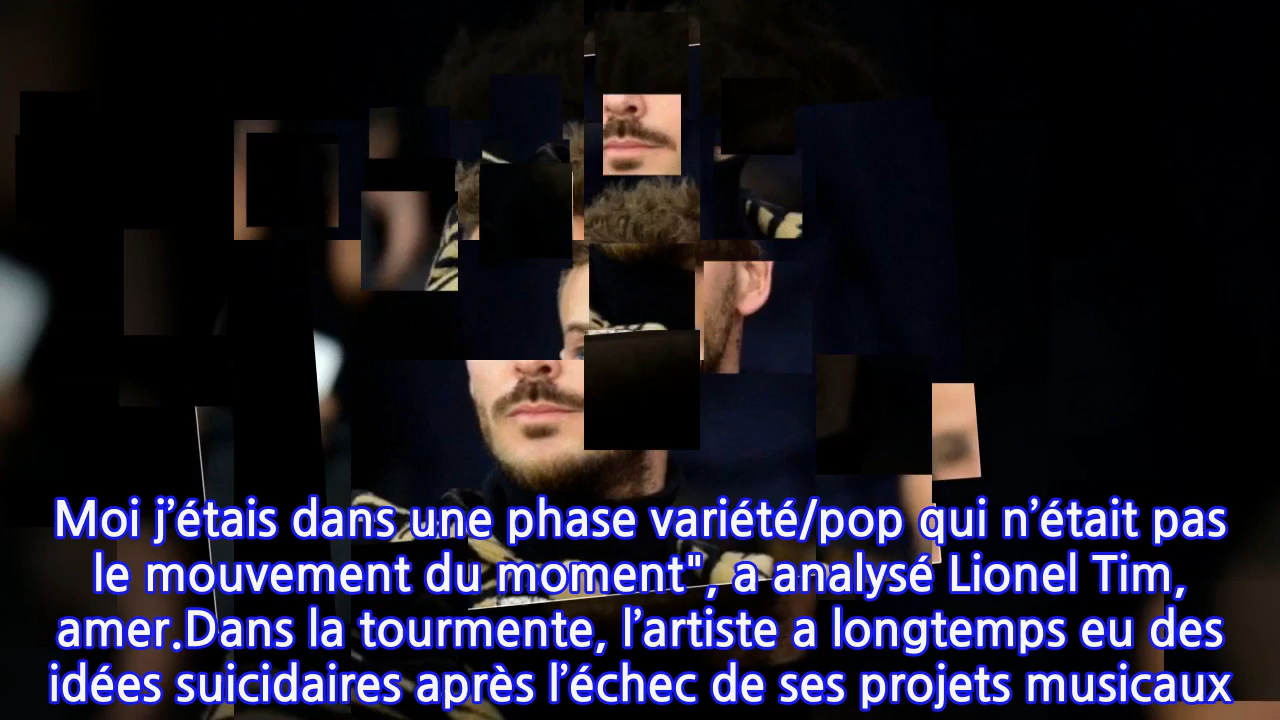 Moi j’étais dans une phase variété/pop qui n’était pas
le mouvement du moment", a analysé Lionel Tim,
amer.Dans la tourmente, l’artiste a longtemps eu des
idées suicidaires après l’échec de ses projets musicaux